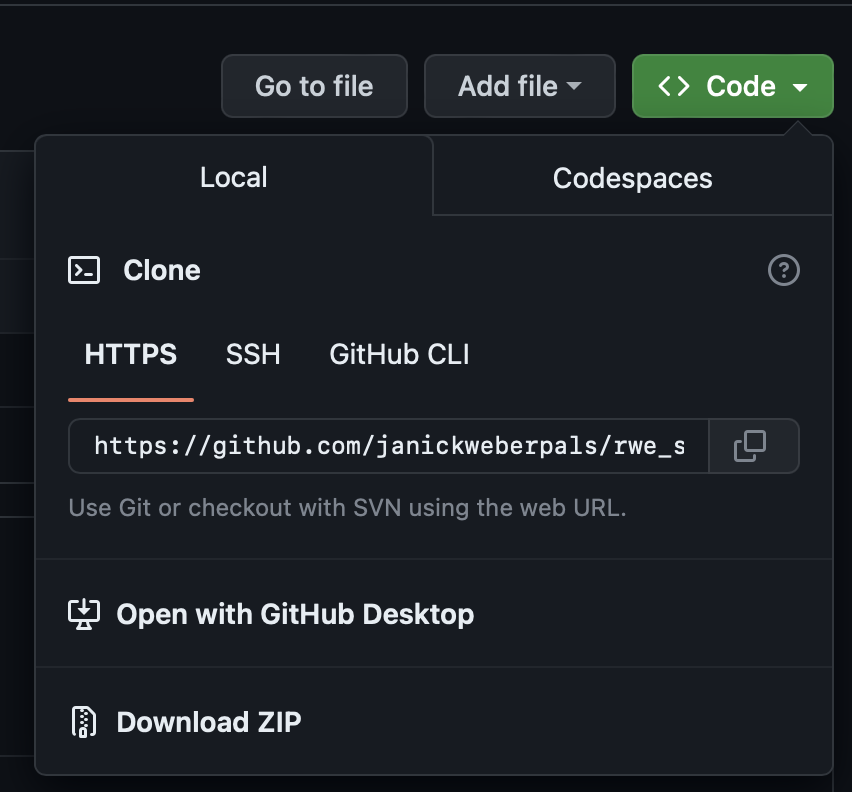 Go to file Add file <> Code
Local Codespaces
Clone
HTTPS SSH GitHub CLI
https://github.com/janickweberpals/rwe_s
Use Git or checkout with SVN using the web URL.
Open with GitHub Desktop
Download ZIP